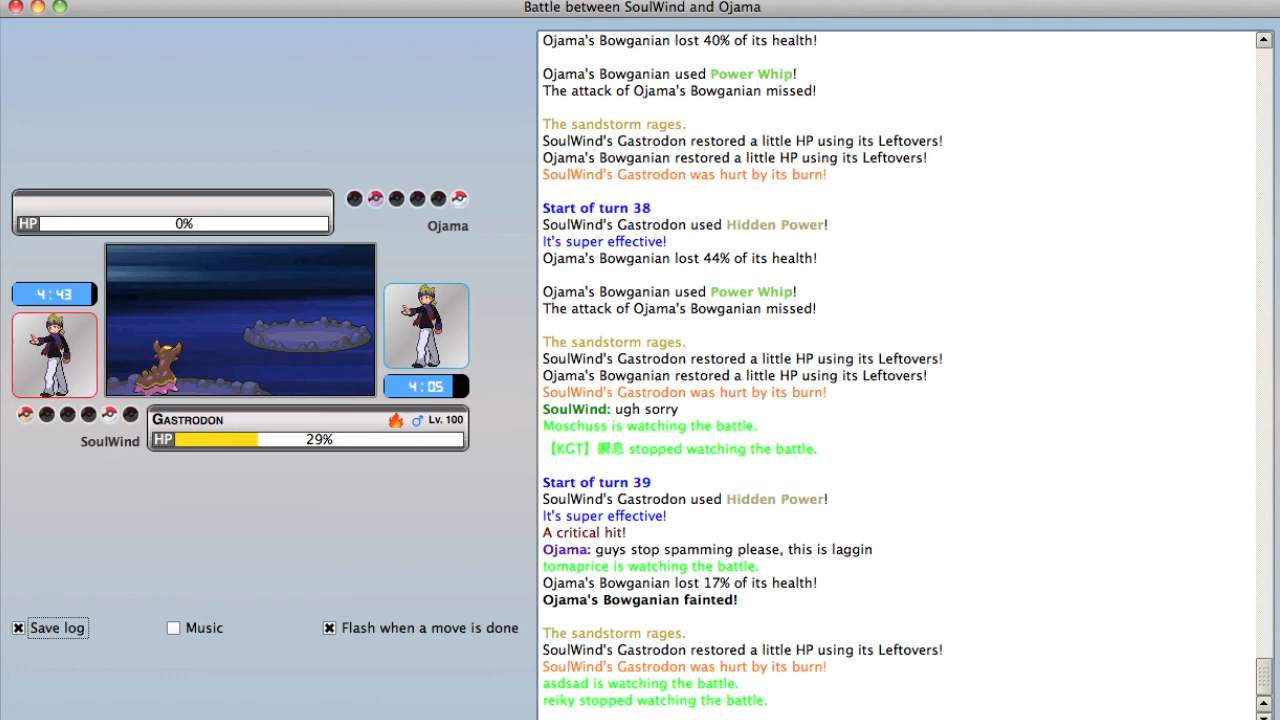 Battle between SoulWind and Ojama
HP 0%
Ojama
4:43
4:05
SoulWind
GASTRODON Lv. 100
HP 29%
Save log
Music
Flash when a move is done
Ojama's Bowganian lost 40% of its health!
Ojama's Bowganian used Power Whip!
The attack of Ojama's Bowganian missed!
The sandstorm rages.
SoulWind's Gastrodon restored a little HP using its Leftovers!
Ojama's Bowganian restored a little HP using its Leftovers!
SoulWind's Gastrodon was hurt by its burn!
Start of turn 38
SoulWind's Gastrodon used Hidden Power!
It's super effective!
Ojama's Bowganian lost 44% of its health!
Ojama's Bowganian used Power Whip!
The attack of Ojama's Bowganian missed!
The sandstorm rages.
SoulWind's Gastrodon restored a little HP using its Leftovers!
Ojama's Bowganian restored a little HP using its Leftovers!
SoulWind's Gastrodon was hurt by its burn!
SoulWind: ugh sorry
Moschuss is watching the battle.
【KGT】瞬息 stopped watching the battle.
Start of turn 39
SoulWind's Gastrodon used Hidden Power!
It's super effective!
A critical hit!
Ojama: guys stop spamming please, this is laggin
tomaprice is watching the battle.
Ojama's Bowganian lost 17% of its health!
Ojama's Bowganian fainted!
The sandstorm rages.
SoulWind's Gastrodon restored a little HP using its Leftovers!
SoulWind's Gastrodon was hurt by its burn!
asdsad is watching the battle.
reiky stopped watching the battle.